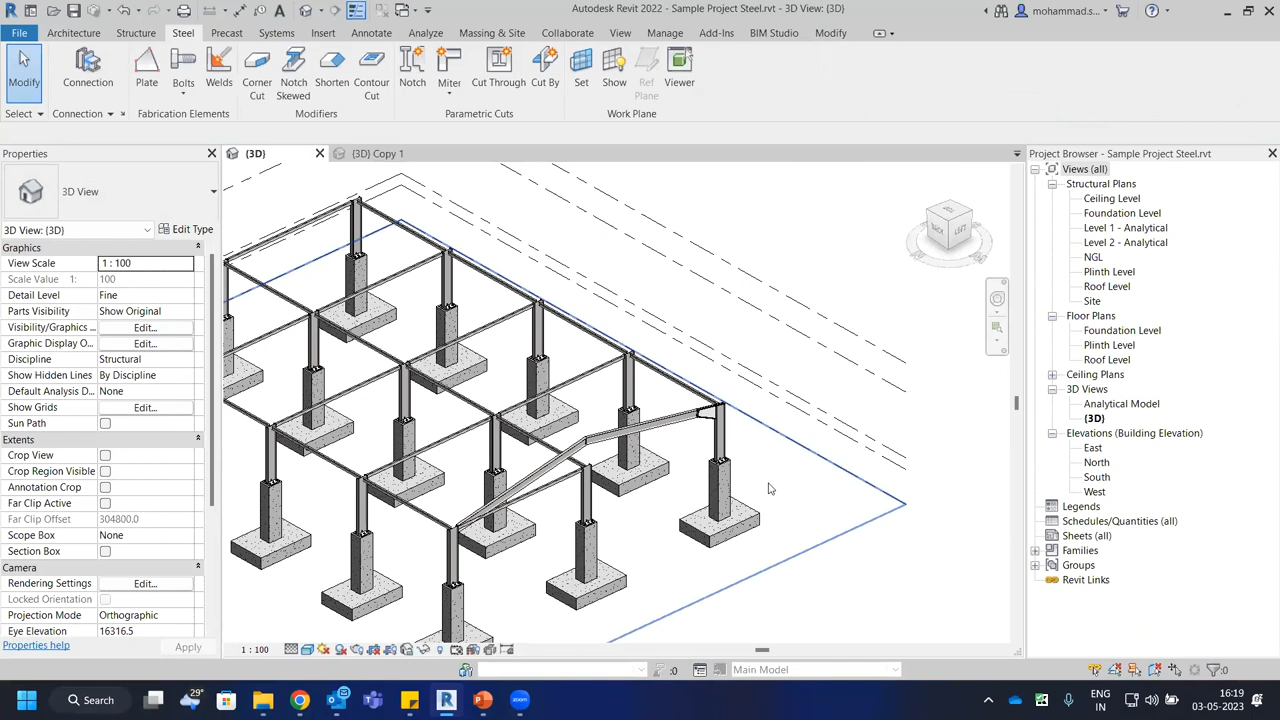 Autodesk Revit 2022 - Sample Project Steel.rvt - 3D View: {3D}
mohammad.s...
File Architecture Structure Steel Precast Systems Insert Annotate Analyze Massing & Site Collaborate View Manage Add-Ins BIM Studio Modify
Modify Connection Plate Bolts Welds Corner Cut Notch Skewed Shorten Contour Cut Notch Miter Cut Through Cut By Set Show Ref Plane Viewer
Select Connection Fabrication Elements Modifiers Parametric Cuts Work Plane
Properties
{3D}
{3D} Copy 1
Project Browser - Sample Project Steel.rvt
3D View
3D View: {3D}
Edit Type
Graphics
View Scale 1 : 100
Scale Value 1: 100
Detail Level Fine
Parts Visibility Show Original
Visibility/Graphics ... Edit...
Graphic Display O... Edit...
Discipline Structural
Show Hidden Lines By Discipline
Default Analysis D... None
Show Grids Edit...
Sun Path
Extents
Crop View
Crop Region Visible
Annotation Crop
Far Clip Active
Far Clip Offset 304800.0
Scope Box None
Section Box
Camera
Rendering Settings Edit...
Locked Orientation
Projection Mode Orthographic
Eye Elevation 16316.5
Properties help
Apply
BACK LEFT
Views (all)
Structural Plans
Ceiling Level
Foundation Level
Level 1 - Analytical
Level 2 - Analytical
NGL
Plinth Level
Roof Level
Site
Floor Plans
Foundation Level
Plinth Level
Roof Level
Ceiling Plans
3D Views
Analytical Model
{3D}
Elevations (Building Elevation)
East
North
South
West
Legends
Schedules/Quantities (all)
Sheets (all)
Families
Groups
Revit Links
1 : 100
:0
Main Model
:0
Search
29°
zoom
ENG
IN
16:19
03-05-2023